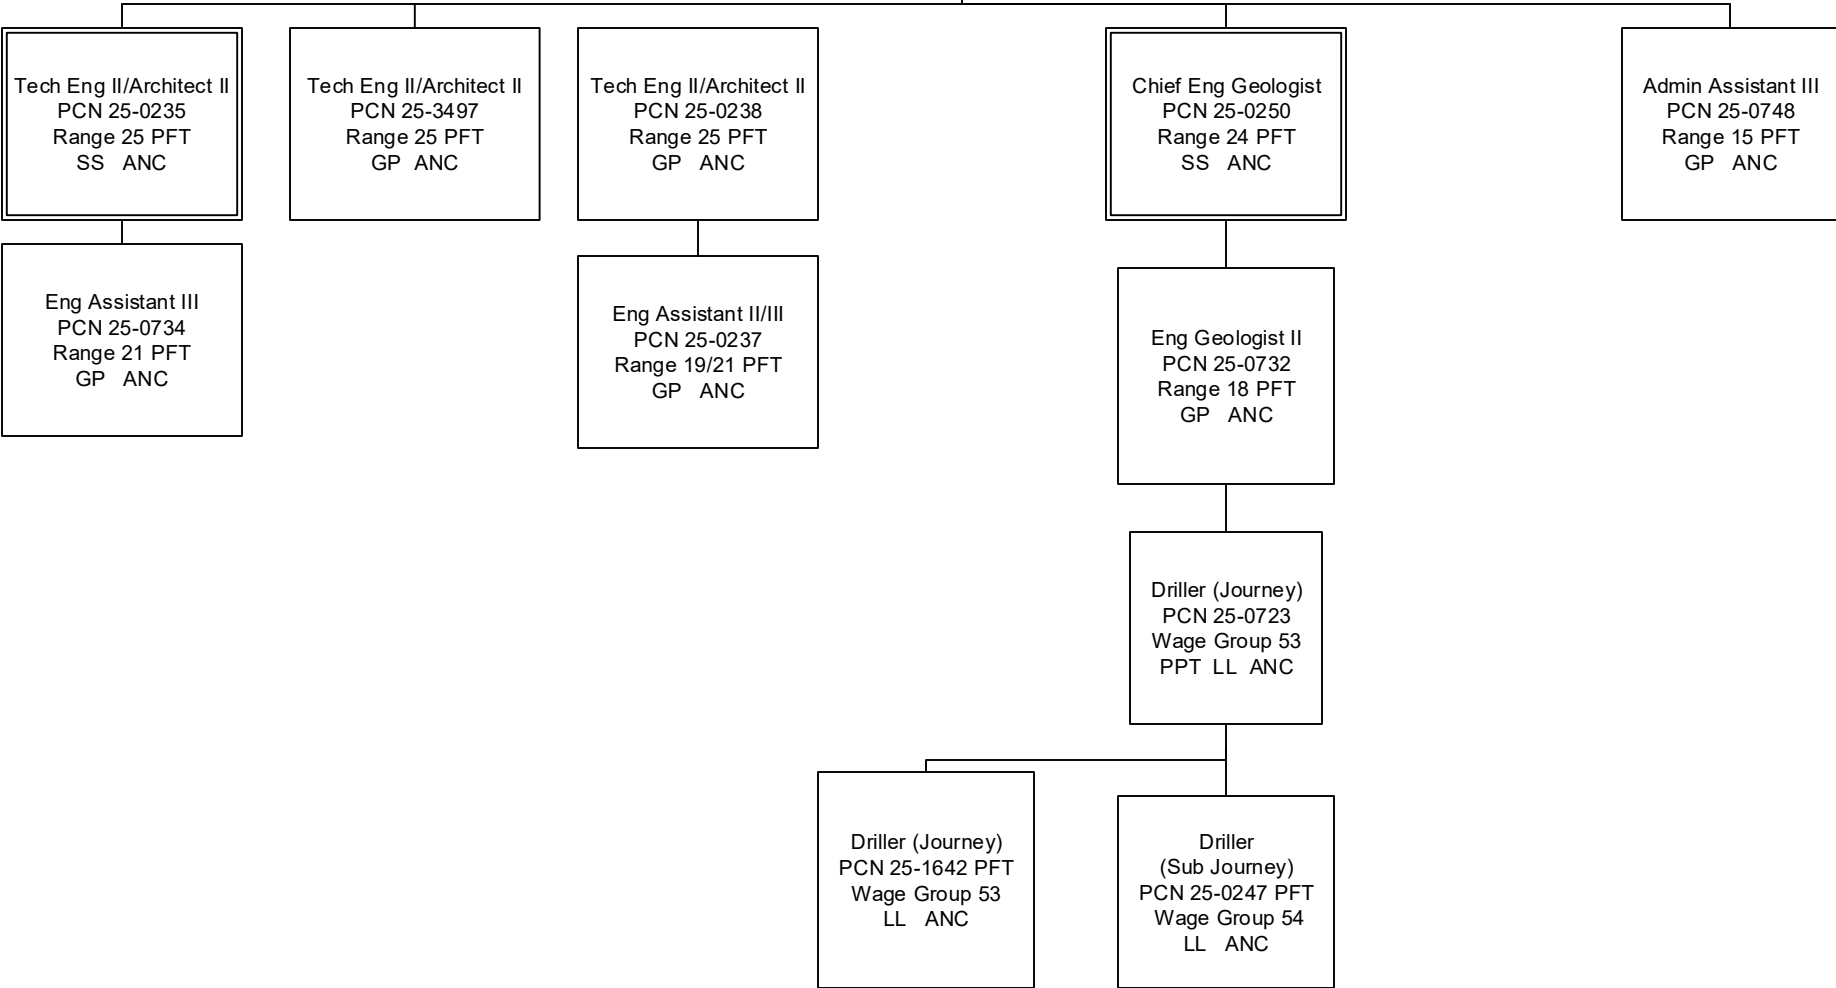 Tech Eng II/Architect II
PCN 25-0235
Range 25 PFT
SS ANC
Tech Eng II/Architect II
PCN 25-3497
Range 25 PFT
GP ANC
Tech Eng II/Architect II
PCN 25-0238
Range 25 PFT
GP ANC
Chief Eng Geologist
PCN 25-0250
Range 24 PFT
SS ANC
Admin Assistant III
PCN 25-0748
Range 15 PFT
GP ANC
Eng Assistant III
PCN 25-0734
Range 21 PFT
GP ANC
Eng Assistant II/III
PCN 25-0237
Range 19/21 PFT
GP ANC
Eng Geologist II
PCN 25-0732
Range 18 PFT
GP ANC
Driller (Journey)
PCN 25-0723
Wage Group 53
PPT LL ANC
Driller (Journey)
PCN 25-1642 PFT
Wage Group 53
LL ANC
Driller
(Sub Journey)
PCN 25-0247 PFT
Wage Group 54
LL ANC